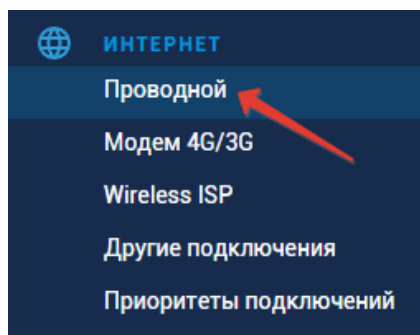 ИНТЕРНЕТ
Проводной
Модем 4G/3G
Wireless ISP
Другие подключения
Приоритеты подключений